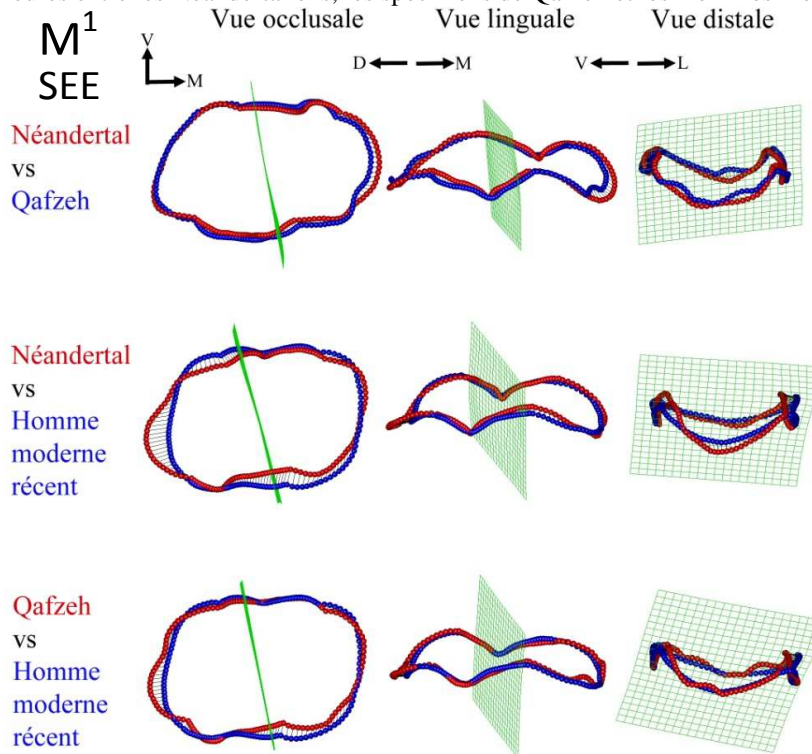 Vue occlusale Vue linguale Vue distale
M¹
SEE
V
M
D M
V L
Néandertal
vs
Qafzeh
Néandertal
vs
Homme
moderne
récent
Qafzeh
vs
Homme
moderne
récent